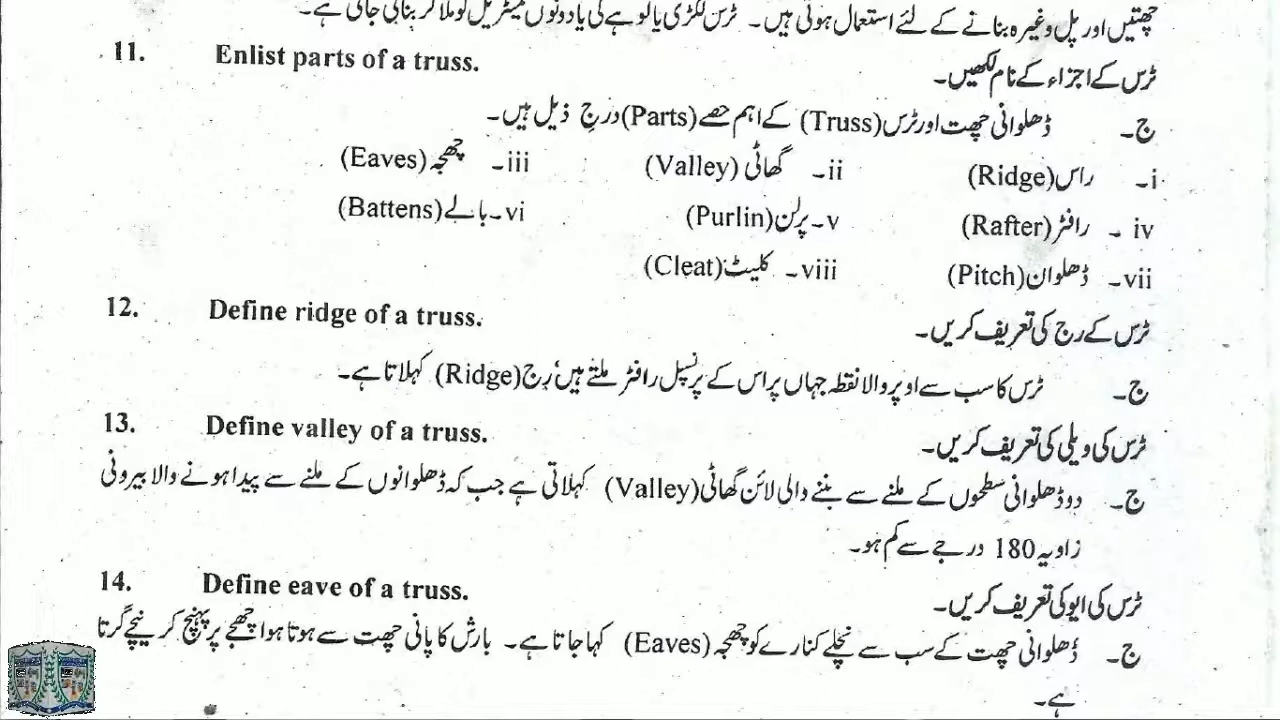 چھتیں اور پل وغیرہ بنانے کے لئے استعمال ہوتی ہیں۔ ٹرس لکڑی یا لوہے کی یا دونوں میٹریل کو ملا کر بنائی جاتی ہے۔
11. Enlist parts of a truss. ٹرس کے اجزاء کے نام لکھیں۔
ج۔ ڈھلوانی چھت اور ٹرس (Truss) کے اہم حصے (Parts) درج ذیل ہیں۔
i۔ راس (Ridge) ii۔ گھاٹی (Valley) iii۔ چھجہ (Eaves)
iv ۔ رافٹر (Rafter) v۔ پرلن (Purlin) vi۔ بالے (Battens)
vii۔ ڈھلوان (Pitch) viii۔ کلیٹ (Cleat)
12. Define ridge of a truss. ٹرس کے رج کی تعریف کریں۔
ج۔ ٹرس کا سب سے اوپر والا نقطہ جہاں پر اس کے پرنسپل رافٹر ملتے ہیں رِج (Ridge) کہلاتا ہے۔
13. Define valley of a truss. ٹرس کی ویلی کی تعریف کریں۔
ج۔ دو ڈھلوانی سطحوں کے ملنے سے بننے والی لائن گھاٹی (Valley) کہلاتی ہے جب کہ ڈھلوانوں کے ملنے سے پیدا ہونے والا بیرونی
زاویہ 180 درجے سے کم ہو۔
14. Define eave of a truss. ٹرس کی ایو کی تعریف کریں۔
ج۔ ڈھلوانی چھت کے سب سے نچلے کنارے کو چھجہ (Eaves) کہا جاتا ہے۔ بارش کا پانی چھت سے ہوتا ہوا چھجے پر پہنچ کر نیچے گرتا
ہے۔